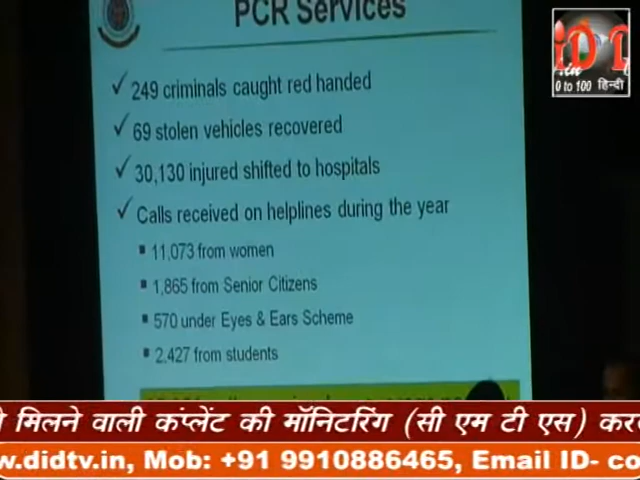 PCR Services
✓ 249 criminals caught red handed
✓ 69 stolen vehicles recovered
✓ 30,130 injured shifted to hospitals
✓ Calls received on helplines during the year
▪ 11,073 from women
▪ 1,865 from Senior Citizens
▪ 570 under Eyes & Ears Scheme
▪ 2,427 from students
0 to 100 हिन्दी
मिलने वाली कंप्लेंट की मॉनिटरिंग (सी एम टी एस)
w.didtv.in, Mob: +91 9910886465, Email ID- co